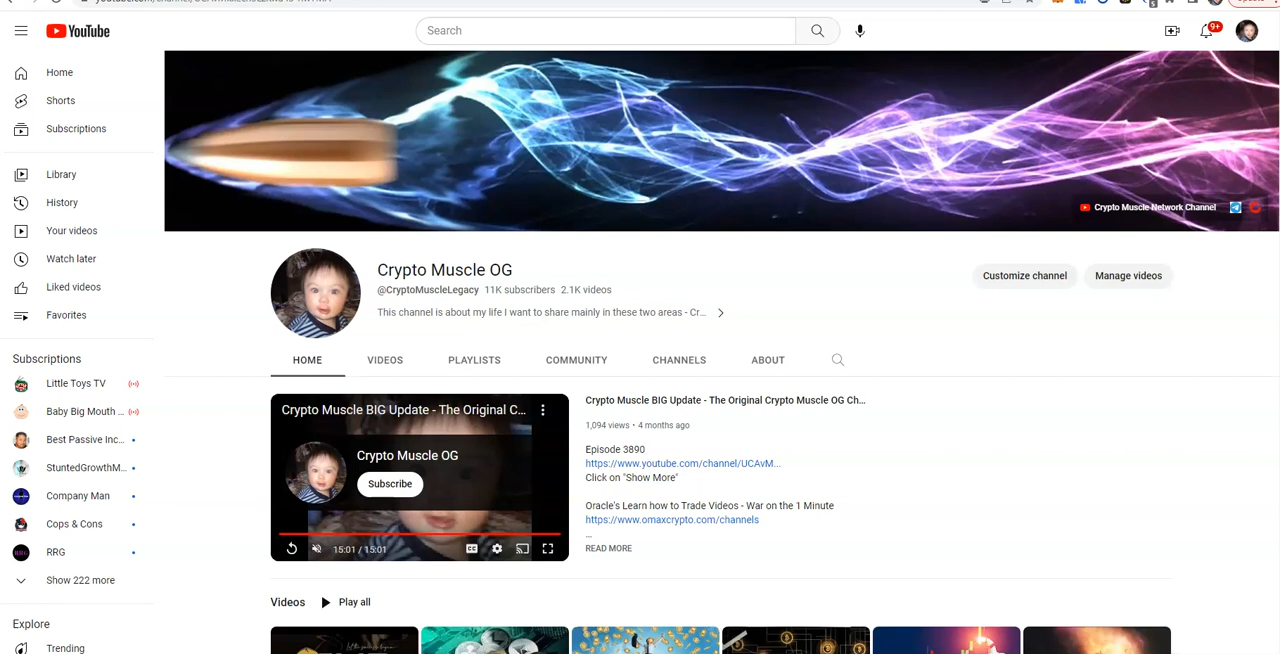 YouTube
Search
9+
Home
Shorts
Subscriptions
Library
History
Your videos
Watch later
Liked videos
Favorites
Subscriptions
Little Toys TV
Baby Big Mouth ...
Best Passive Inc...
StuntedGrowthM...
Company Man
Cops & Cons
RRG
Show 222 more
Explore
Trending
Crypto Muscle Network Channel
Crypto Muscle OG
@CryptoMuscleLegacy 11K subscribers 2.1K videos
This channel is about my life I want to share mainly in these two areas - Cr...
Customize channel
Manage videos
HOME VIDEOS PLAYLISTS COMMUNITY CHANNELS ABOUT
Crypto Muscle BIG Update - The Original C...
Crypto Muscle OG
Subscribe
15:01 / 15:01
CC
Crypto Muscle BIG Update - The Original Crypto Muscle OG Ch...
1,094 views • 4 months ago
Episode 3890
https://www.youtube.com/channel/UCAvM...
Click on "Show More"
Oracle's Learn how to Trade Videos - War on the 1 Minute
https://www.omaxcrypto.com/channels
...
READ MORE
Videos
Play all